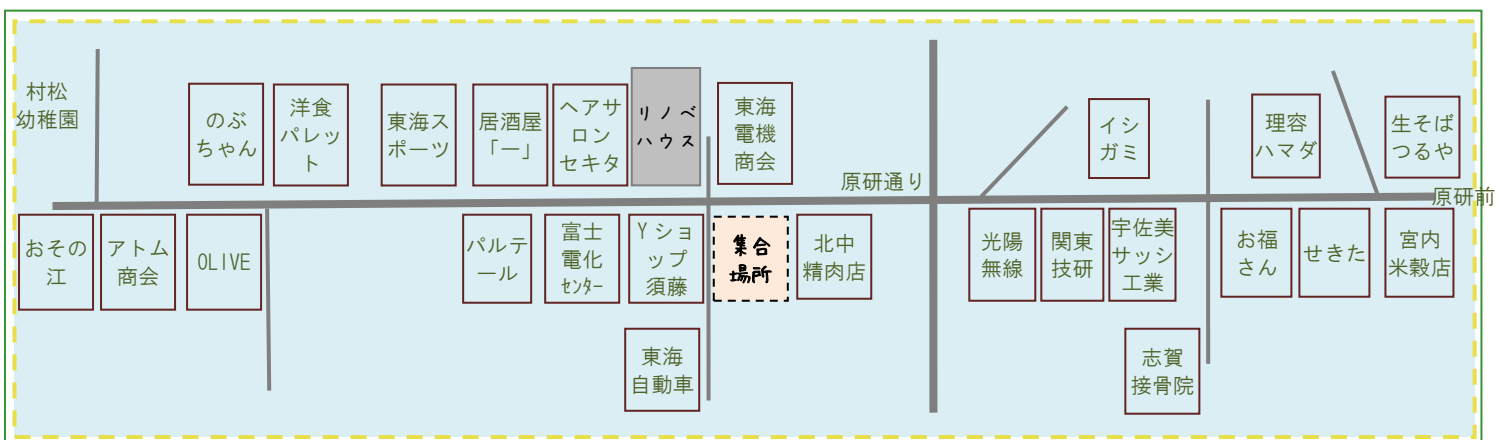 村松
幼稚園
のぶ
ちゃん
洋食
パレッ
ト
東海ス
ポーツ
居酒屋
「一」
ヘアサ
ロン
セキタ
リノベ
ハウス
東海
電機
商会
原研通り
イシ
ガミ
理容
ハマダ
生そば
つるや
原研前
おその
江
アトム
商会
OLIVE
パルテ
ール
富士
電化
ｾﾝﾀｰ
Yショ
ップ
須藤
集合
場所
北中
精肉店
光陽
無線
関東
技研
宇佐美
サッシ
工業
お福
さん
せきた
宮内
米穀店
東海
自動車
志賀
接骨院